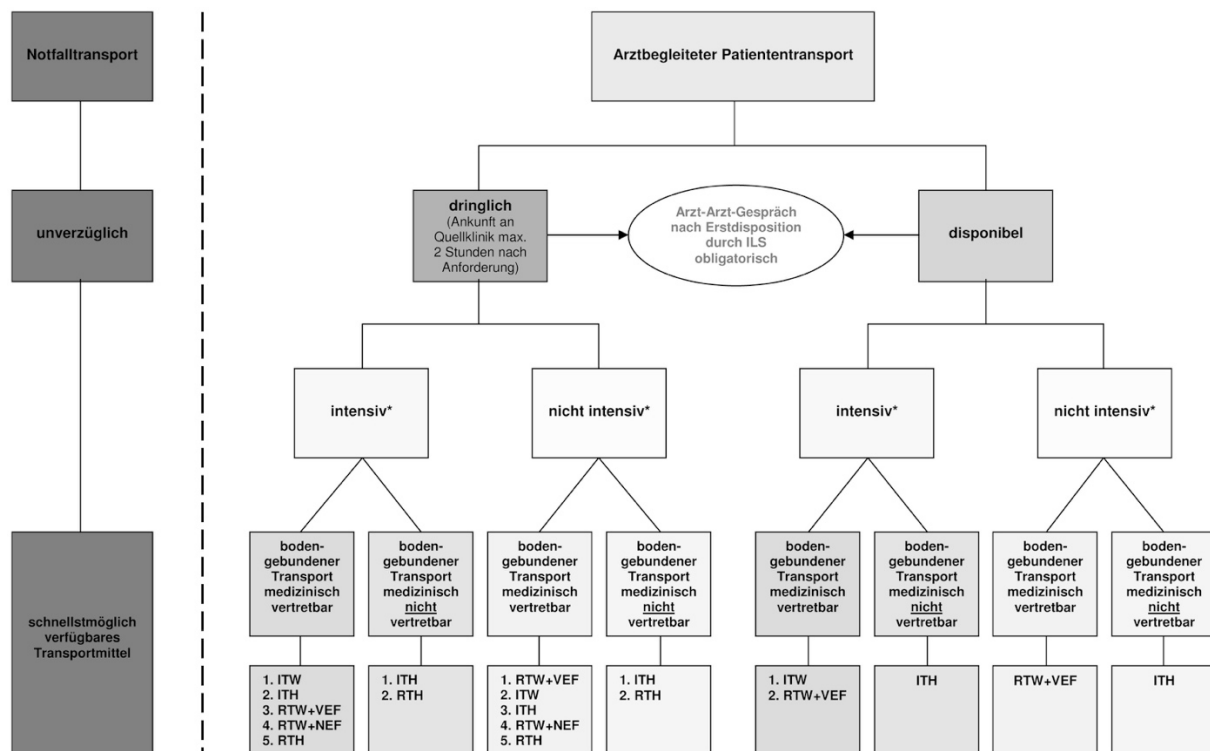 Notfalltransport
Arztbegleiteter Patiententransport
unverzüglich
dringlich
(Ankunft an
Quellklinik max.
2 Stunden nach
Anforderung)
Arzt-Arzt-Gespräch
nach Erstdisposition
durch ILS
obligatorisch
disponibel
intensiv*
nicht intensiv*
intensiv*
nicht intensiv*
schnellstmöglich
verfügbares
Transportmittel
boden-
gebundener
Transport
medizinisch
vertretbar
boden-
gebundener
Transport
medizinisch
nicht
vertretbar
boden-
gebundener
Transport
medizinisch
vertretbar
boden-
gebundener
Transport
medizinisch
nicht
vertretbar
boden-
gebundener
Transport
medizinisch
vertretbar
boden-
gebundener
Transport
medizinisch
nicht
vertretbar
boden-
gebundener
Transport
medizinisch
vertretbar
boden-
gebundener
Transport
medizinisch
nicht
vertretbar
1. ITW
2. ITH
3. RTW+VEF
4. RTW+NEF
5. RTH
1. ITH
2. RTH
1. RTW+VEF
2. ITW
3. ITH
4. RTW+NEF
5. RTH
1. ITH
2. RTH
1. ITW
2. RTW+VEF
ITH
RTW+VEF
ITH